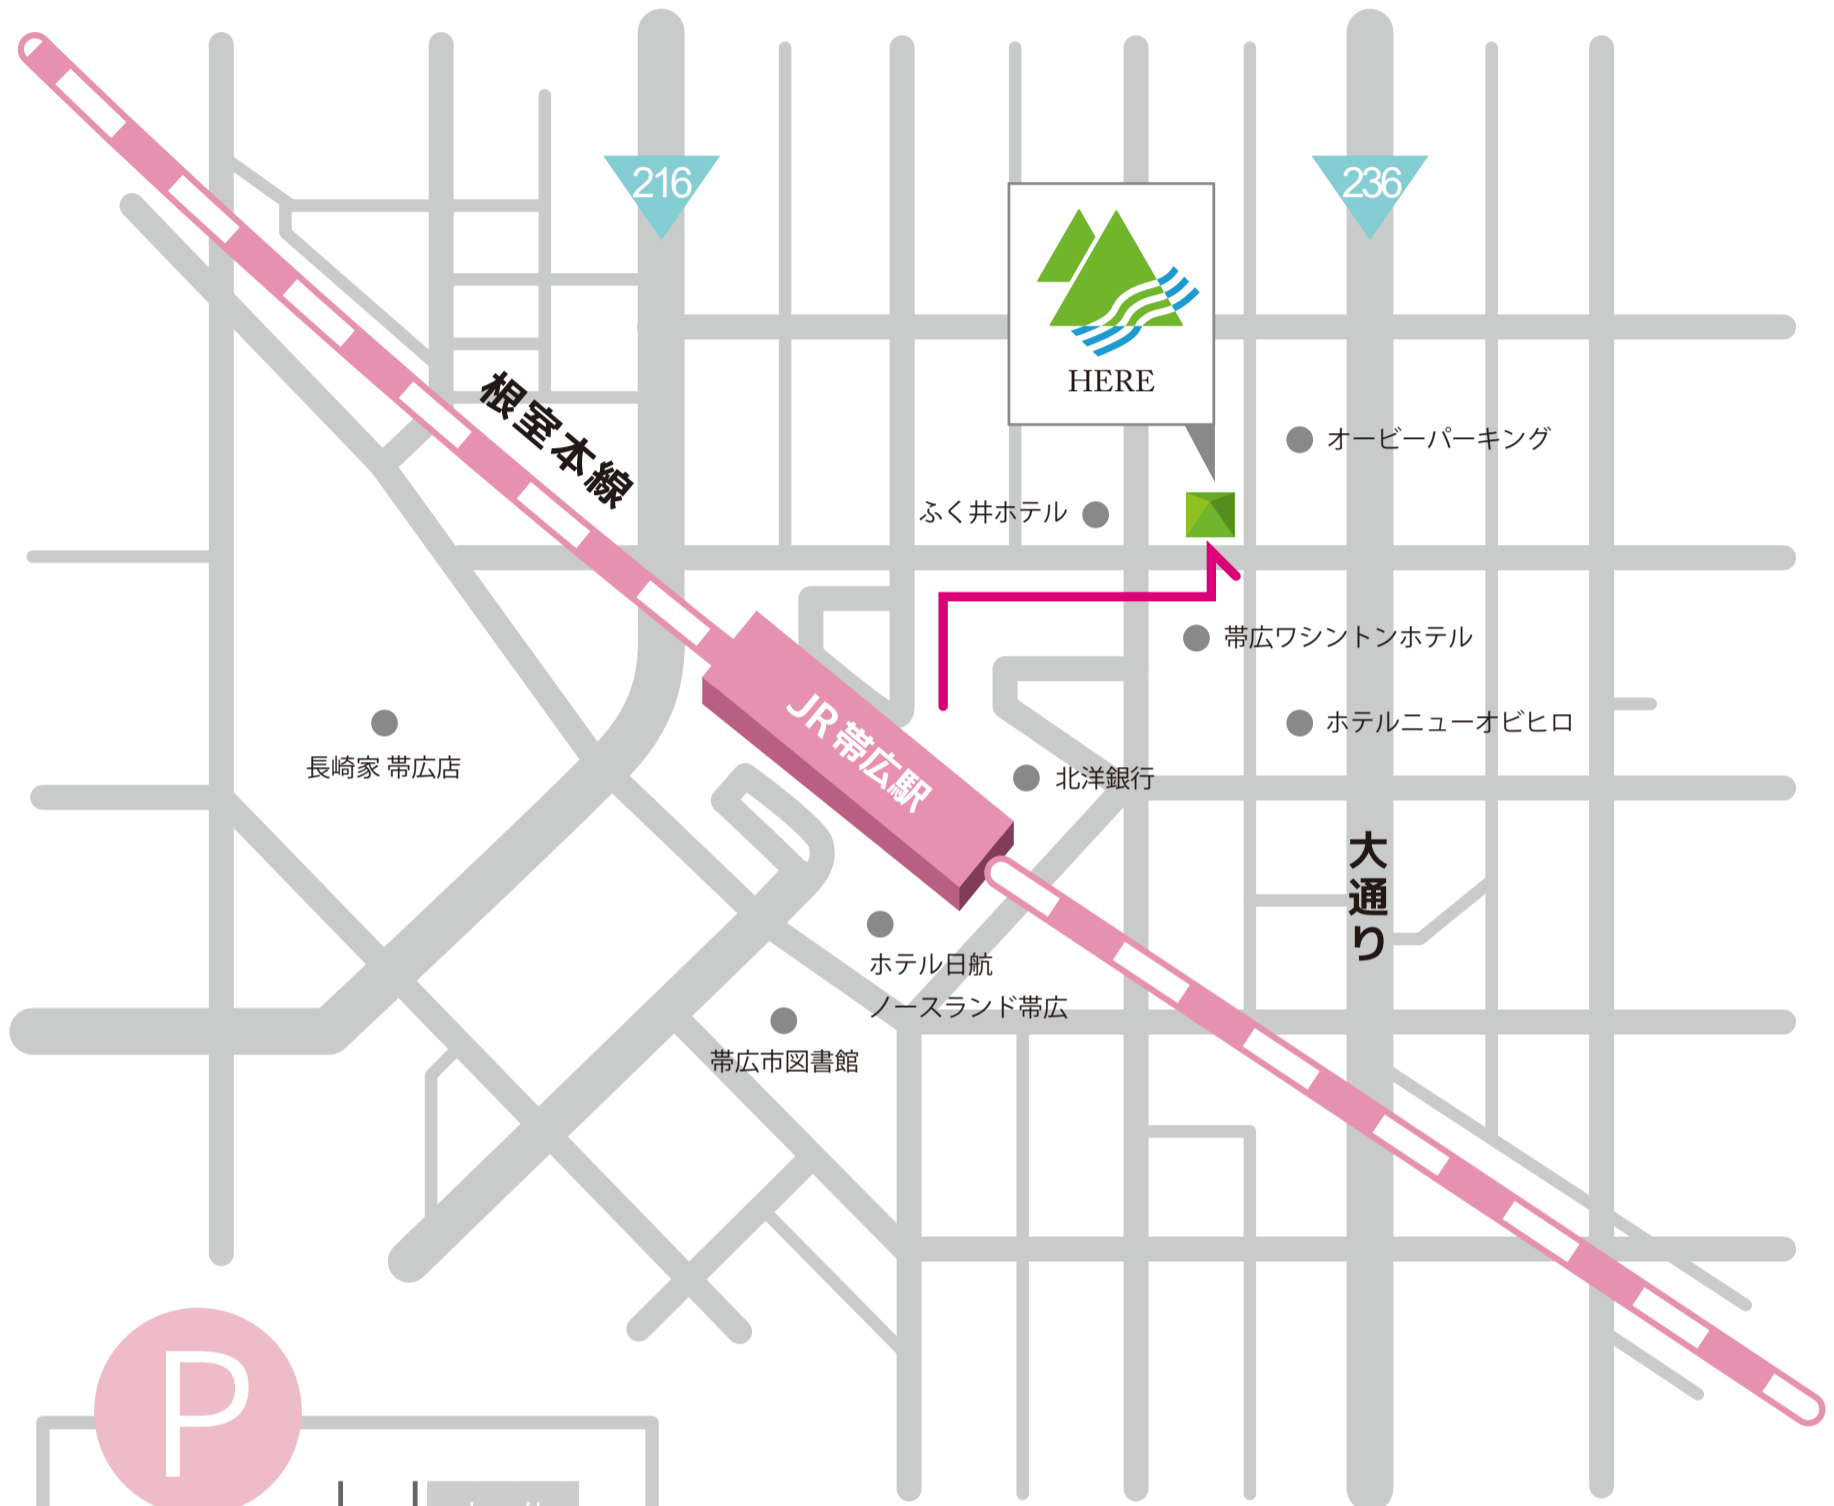 216
236
HERE
根室本線
オービーパーキング
ふく井ホテル
帯広ワシントンホテル
JR 帯広駅
ホテルニューオビヒロ
長崎家 帯広店
北洋銀行
大通り
ホテル日航
ノースランド帯広
帯広市図書館
P